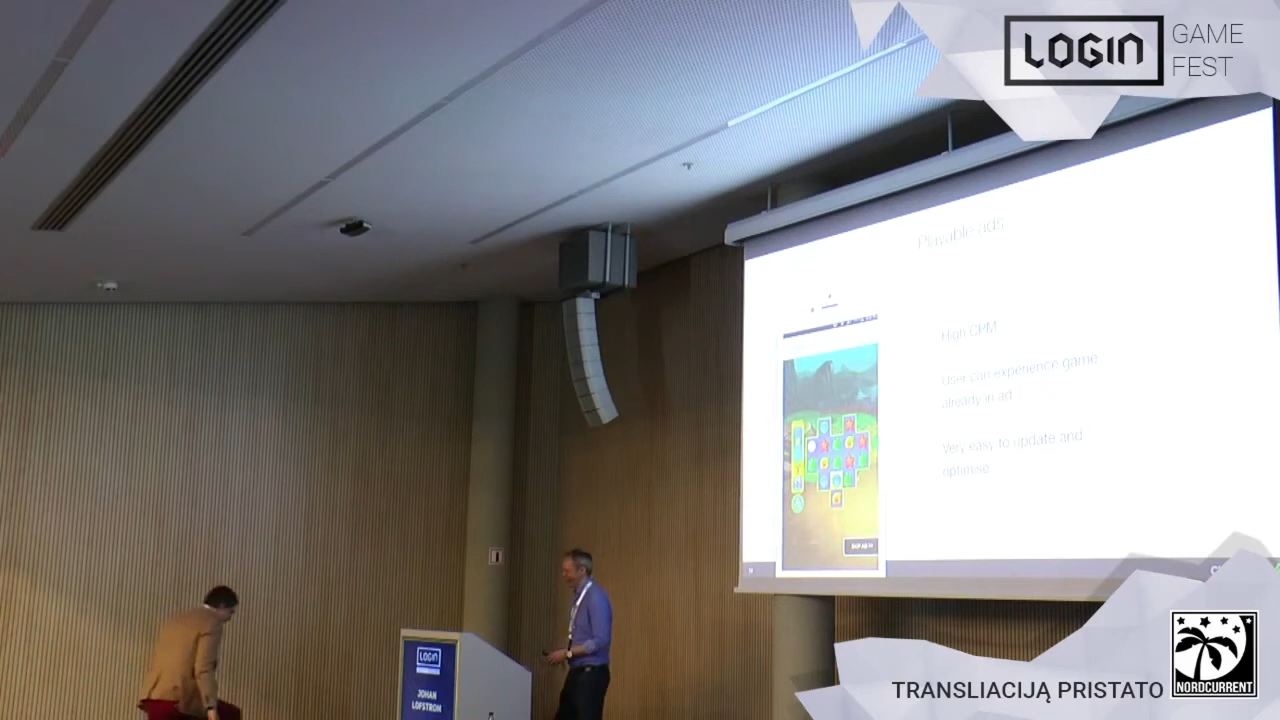 LOGIN
GAME
FEST
Playable ads
High CPM
User can experience game
already in ad
Very easy to update and
optimise
LOGIN
JOHAN
LOFSTROM
TRANSLIACIJĄ PRISTATO
NORDCURRENT